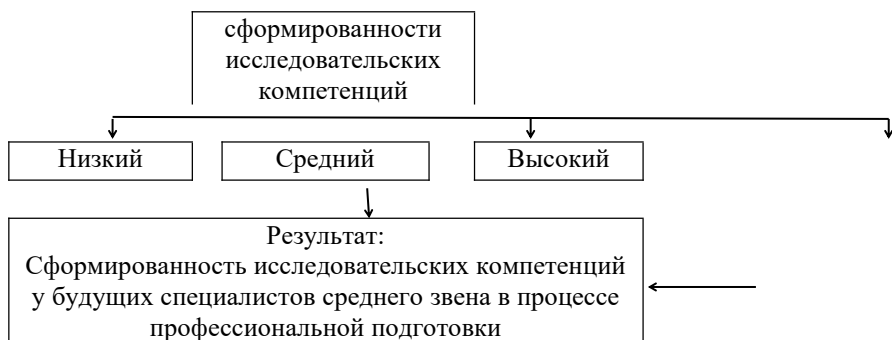 сформированности
исследовательских
компетенций
Низкий
Средний
Высокий
Результат:
Сформированность исследовательских компетенций
у будущих специалистов среднего звена в процессе
профессиональной подготовки